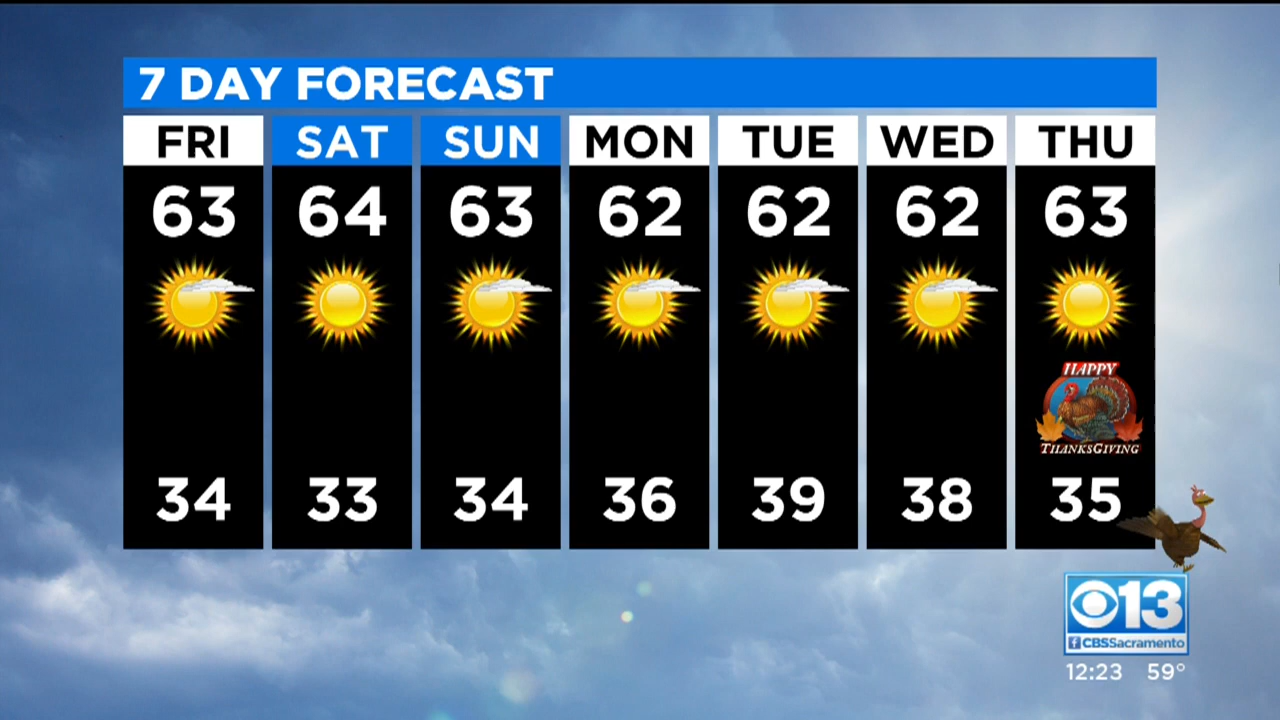 7 DAY FORECAST
FRI SAT SUN MON TUE WED THU
63 64 63 62 62 62 63
HAPPY
THANKSGIVING
34 33 34 36 39 38 35
13
f CBSSacramento
12:23 59°